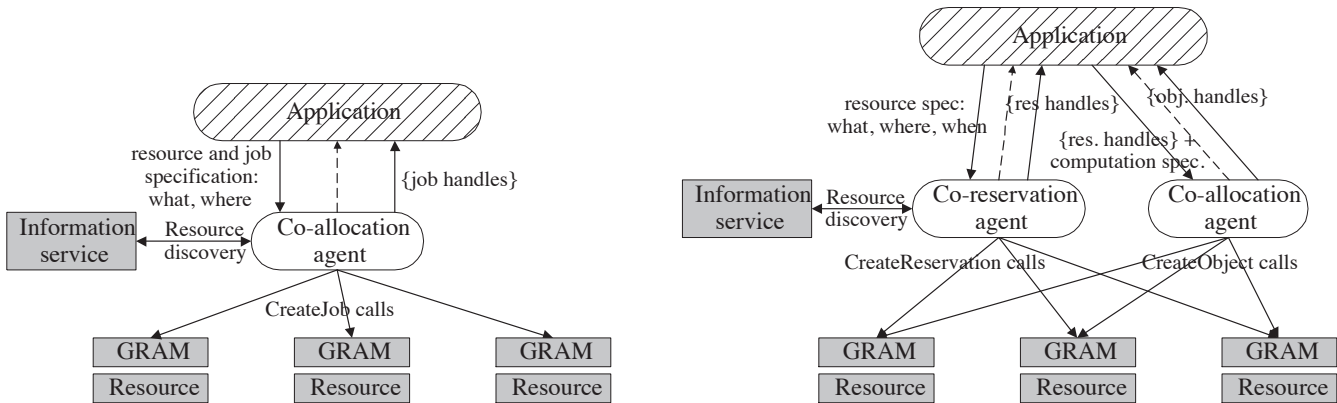 Application
resource and job
specification:
what, where
{job handles}
Information
service
Resource
discovery
Co-allocation
agent
CreateJob calls
GRAM
GRAM
GRAM
Resource
Resource
Resource
Application
resource spec:
what, where, when
{res handles}
{obj. handles}
{res. handles} +
computation spec.
Information
service
Resource
discovery
Co-reservation
agent
Co-allocation
agent
CreateReservation calls
CreateObject calls
GRAM
GRAM
GRAM
Resource
Resource
Resource